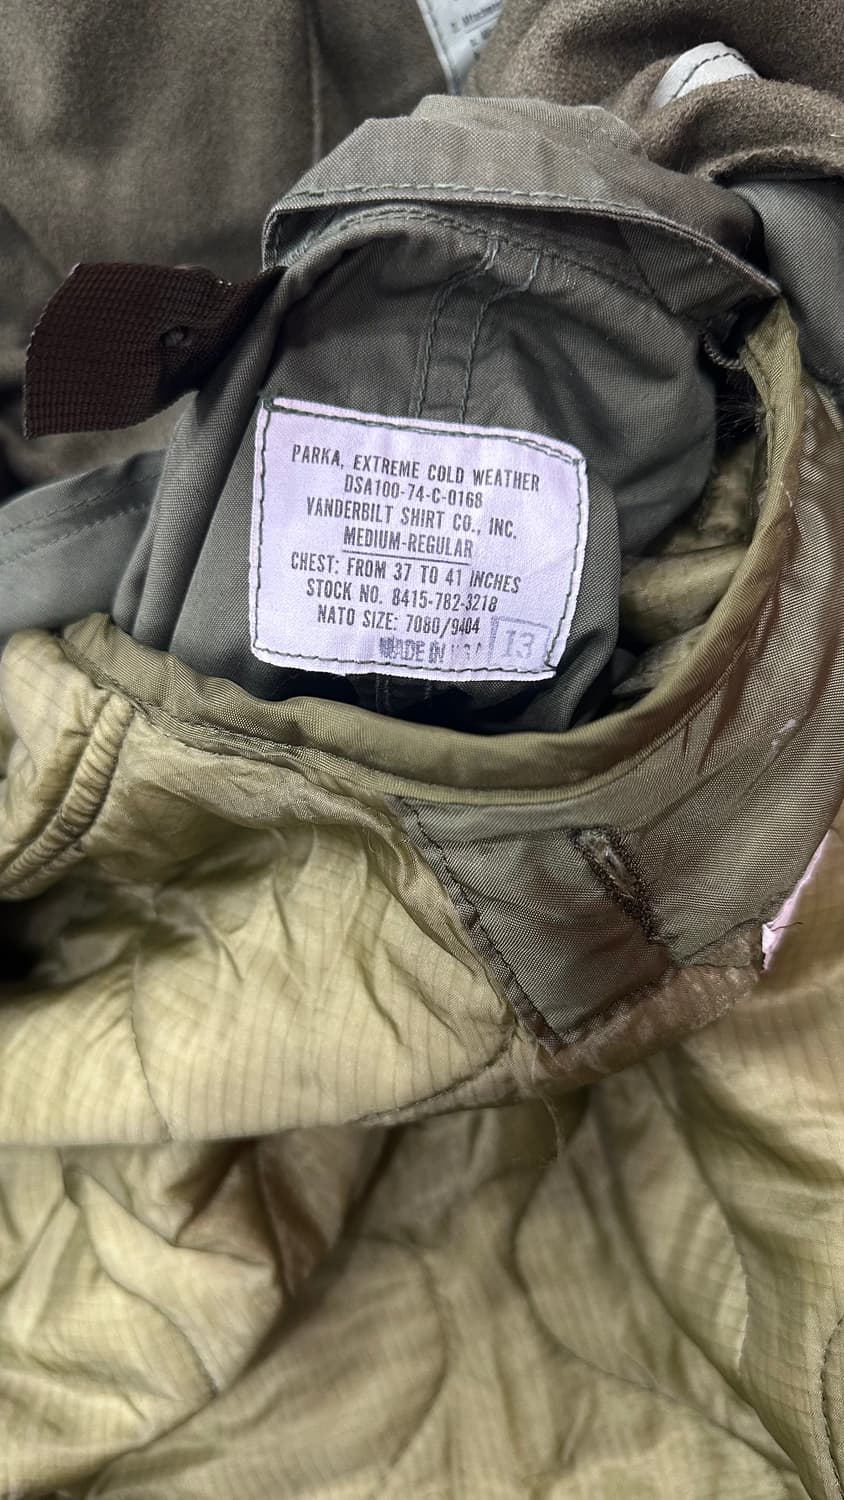 PARKA, EXTREME COLD WEATHER
DSA100-74-C-0168
VANDERBILT SHIRT CO., INC.
MEDIUM-REGULAR
CHEST: FROM 37 TO 41 INCHES
STOCK NO. 8415-782-3218
NATO SIZE: 7080/9404
MADE IN USA 13